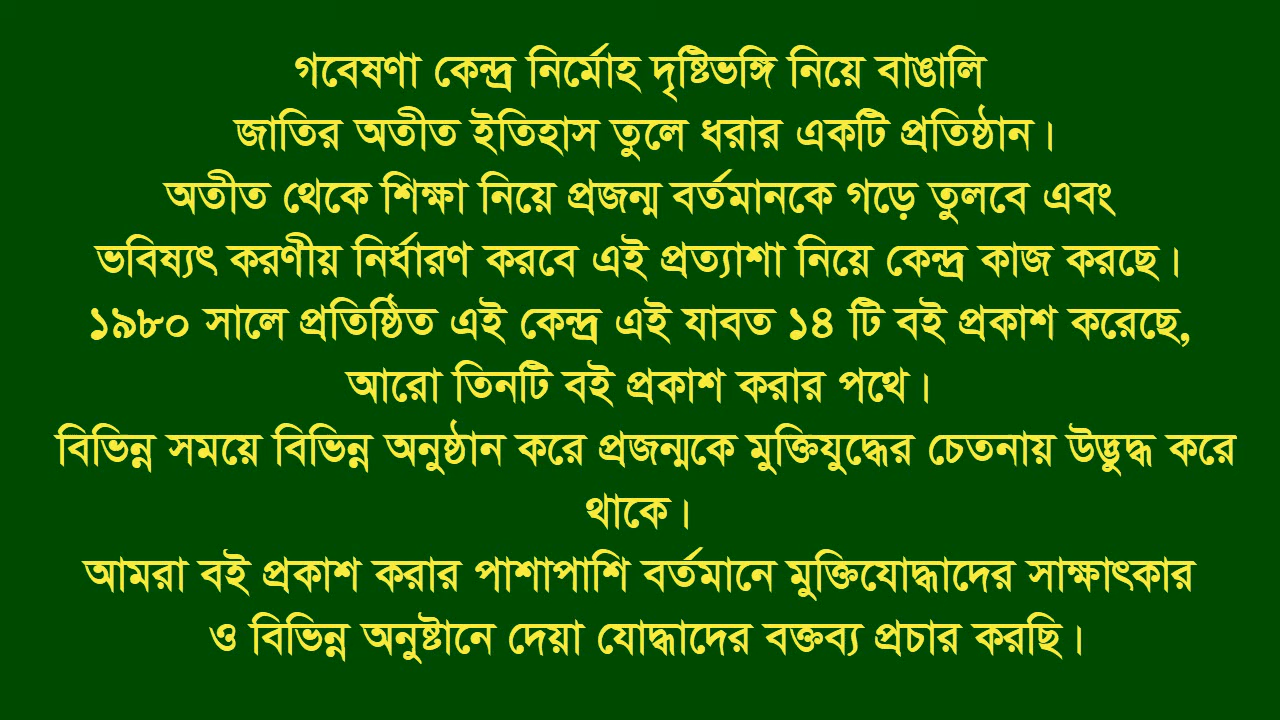 গবেষণা কেন্দ্র নির্মোহ দৃষ্টিভঙ্গি নিয়ে বাঙালি
জাতির অতীত ইতিহাস তুলে ধরার একটি প্রতিষ্ঠান।
অতীত থেকে শিক্ষা নিয়ে প্রজন্ম বর্তমানকে গড়ে তুলবে এবং
ভবিষ্যৎ করণীয় নির্ধারণ করবে এই প্রত্যাশা নিয়ে কেন্দ্র কাজ করছে।
১৯৮০ সালে প্রতিষ্ঠিত এই কেন্দ্র এই যাবত ১৪ টি বই প্রকাশ করেছে,
আরো তিনটি বই প্রকাশ করার পথে।
বিভিন্ন সময়ে বিভিন্ন অনুষ্ঠান করে প্রজন্মকে মুক্তিযুদ্ধের চেতনায় উদ্ভুদ্ধ করে
থাকে।
আমরা বই প্রকাশ করার পাশাপাশি বর্তমানে মুক্তিযোদ্ধাদের সাক্ষাৎকার
ও বিভিন্ন অনুষ্টানে দেয়া যোদ্ধাদের বক্তব্য প্রচার করছি।